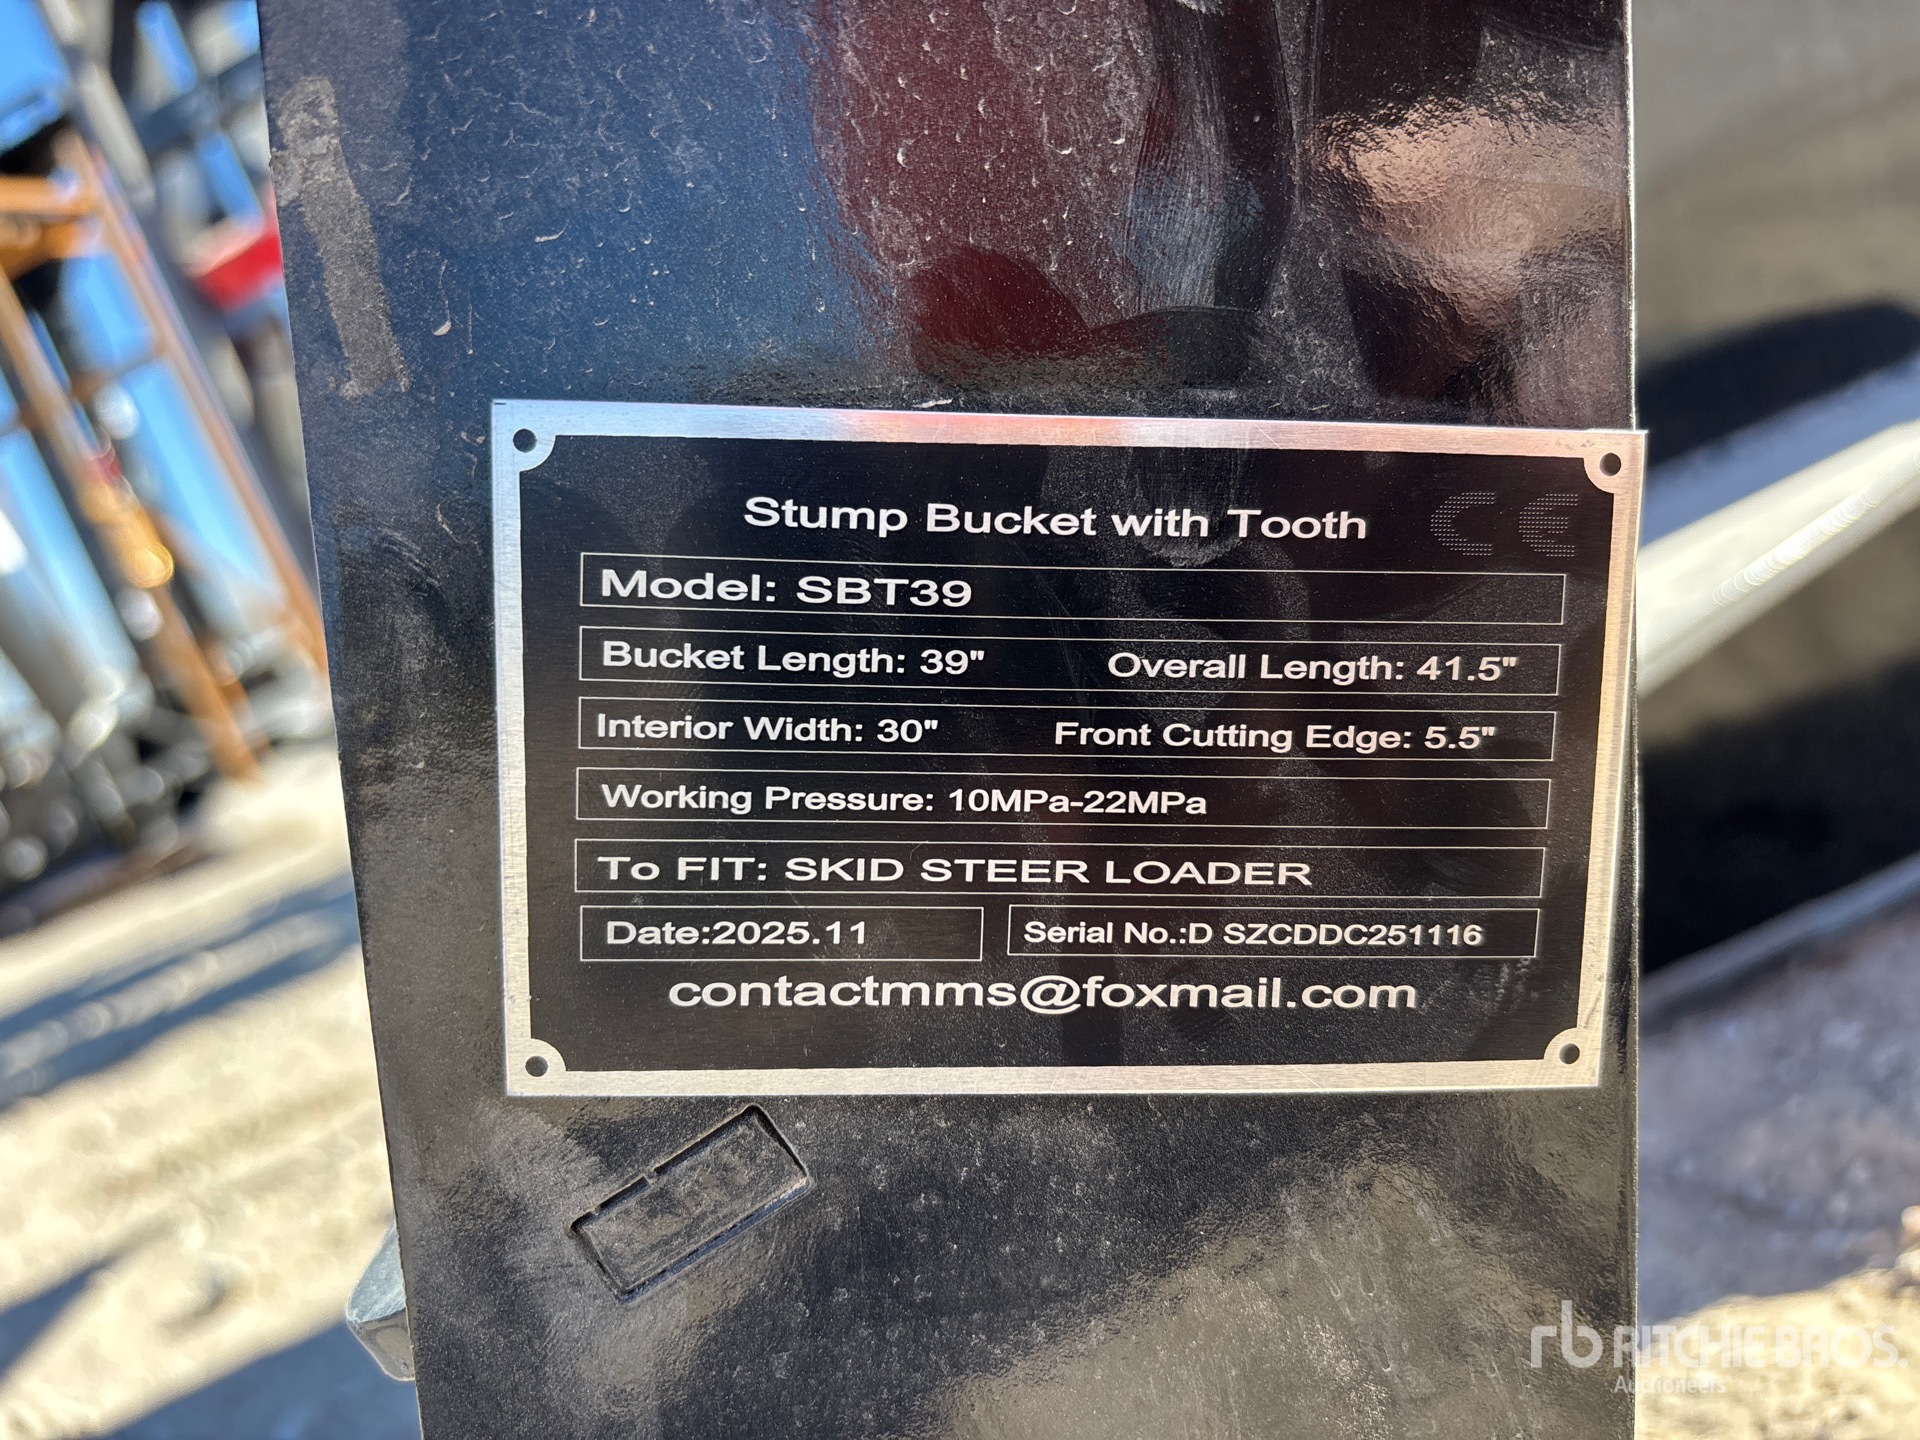 Stump Bucket with Tooth CE
Model: SBT39
Bucket Length: 39" Overall Length: 41.5"
Interior Width: 30" Front Cutting Edge: 5.5"
Working Pressure: 10MPa-22MPa
To FIT: SKID STEER LOADER
Date:2025.11 Serial No.:D SZCDDC251116
contactmms@foxmail.com
rb RITCHIE BROS.
Auctioneers